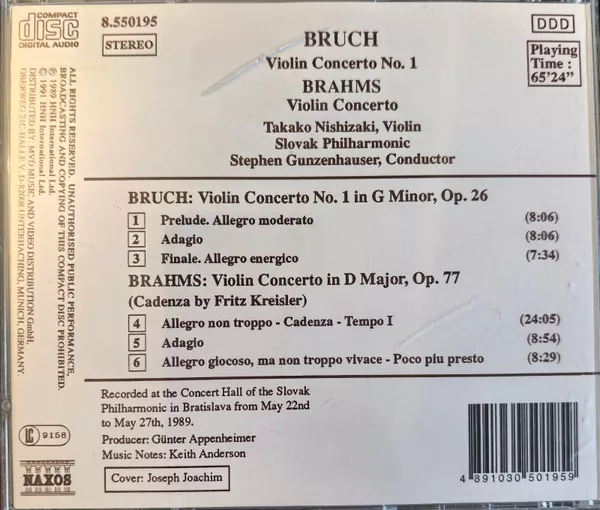 COMPACT
disc
DIGITAL AUDIO
8.550195
STEREO
DDD
Playing
Time :
65'24"
BRUCH
Violin Concerto No. 1
BRAHMS
Violin Concerto
Takako Nishizaki, Violin
Slovak Philharmonic
Stephen Gunzenhauser, Conductor
BRUCH: Violin Concerto No. 1 in G Minor, Op. 26
1 Prelude. Allegro moderato (8:06)
2 Adagio (8:06)
3 Finale. Allegro energico (7:34)
BRAHMS: Violin Concerto in D Major, Op. 77
(Cadenza by Fritz Kreisler)
4 Allegro non troppo - Cadenza - Tempo I (24:05)
5 Adagio (8:54)
6 Allegro giocoso, ma non troppo vivace - Poco piu presto (8:29)
Recorded at the Concert Hall of the Slovak
Philharmonic in Bratislava from May 22nd
to May 27th, 1989.
Producer: Günter Appenheimer
Music Notes: Keith Anderson
Cover: Joseph Joachim
4 891030 501959
ALL RIGHTS RESERVED. UNAUTHORISED PUBLIC PERFORMANCE,
BROADCASTING AND COPYING OF THIS COMPACT DISC PROHIBITED.
℗ 1989 HNH International Ltd.
© 1991 HNH International Ltd.
DISTRIBUTED BY: MVD MUSIC AND VIDEO DISTRIBUTION GmbH,
OBERWEG 21C-HALLE V, D-82008 UNTERHACHING, MUNICH, GERMANY.
LC 9158
NAXOS